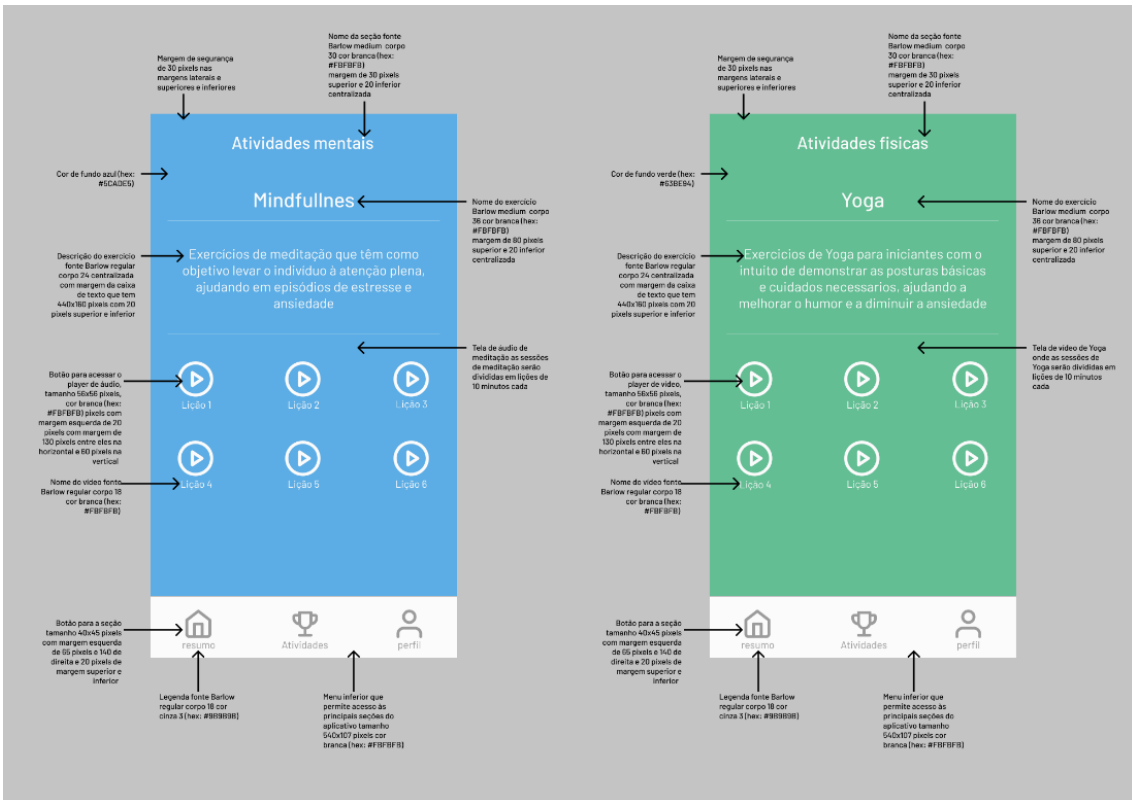 Margem de segurança
de 30 pixels nas
margens laterais e
superiores e inferiores
Nome da seção fonte
Barlow medium corpo
30 cor branca (hex:
#FBFBFB)
margem de 30 pixels
superior e 20 inferior
centralizada
Atividades mentais
Cor de fundo azul (hex:
#5CADE5)
Mindfullnes
Nome do exercício
Barlow medium corpo
36 cor branca (hex:
#FBFBFB)
margem de 80 pixels
superior e 20 inferior
centralizada
Descrição do exercício
fonte Barlow regular
corpo 24 centralizada
com margem da caixa
de texto que tem
440x160 pixals com 20
pixels superior e inferior
Exercícios de meditação que têm como
objetivo levar o indivíduo à atenção plena,
ajudando em episódios de estresse e
ansiedade
Tela de áudio de
meditação as sessões
de meditação serão
divididas em lições de
10 minutos cada
Botão para acessar o
player de áudio,
tamanho 56x56 pixels,
cor branca (hex:
#FBFBFB) pixels com
margem esquerda de 20
pixels com margem de
130 pixels entre eles na
horizontal e 60 pixels na
vertical
Lição 1
Lição 2
Lição 3
Nome do vídeo fonte
Barlow regular corpo 18
cor branca (hex:
#FBFBFB)
Lição 4
Lição 5
Lição 6
Botão para a seção
tamanho 40x45 pixels
com margem esquerda
de 65 pixels e 140 de
direita e 20 pixels de
margem superior e
inferior
resumo
Atividades
perfil
Legenda fonte Barlow
regular corpo 18 cor
cinza 3 (hex: #9B9B9B)
Menu inferior que
permite acesso às
principais seções do
aplicativo tamanho
540x107 pixels cor
branca (hex: #FBFBFB)
Margem de segurança
de 30 pixels nas
margens laterais e
superiores e inferiores
Nome da seção fonte
Barlow medium corpo
30 cor branca (hex:
#FBFBFB)
margem de 30 pixels
superior e 20 inferior
centralizada
Atividades fisicas
Cor de fundo verde (hex:
#63BE94)
Yoga
Nome do exercício
Barlow medium corpo
36 cor branca (hex:
#FBFBFB)
margem de 80 pixels
superior e 20 inferior
centralizada
Descrição do exercício
fonte Barlow regular
corpo 24 centralizada
com margem da caixa
de texto que tem
440x160 pixals com 20
pixels superior e inferior
Exercicios de Yoga para iniciantes com o
intuito de demonstrar as posturas básicas
e cuidados necessarios, ajudando a
melhorar o humor e a diminuir a ansiedade
Tela de vídeo de Yoga
onde as sessões de
Yoga serão divididas em
lições de 10 minutos
cada
Botão para acessar o
player de vídeo,
tamanho 56x56 pixels,
cor branca (hex:
#FBFBFB) pixels com
margem esquerda de 20
pixels com margem de
130 pixels entre eles na
horizontal e 60 pixels na
vertical
Lição 1
Lição 2
Lição 3
Nome do vídeo fonte
Barlow regular corpo 18
cor branca (hex:
#FBFBFB)
Lição 4
Lição 5
Lição 6
Botão para a seção
tamanho 40x45 pixels
com margem esquerda
de 65 pixels e 140 de
direita e 20 pixels de
margem superior e
inferior
resumo
Atividades
perfil
Legenda fonte Barlow
regular corpo 18 cor
cinza 3 (hex: #9B9B9B)
Menu inferior que
permite acesso às
principais seções do
aplicativo tamanho
540x107 pixels cor
branca (hex: #FBFBFB)